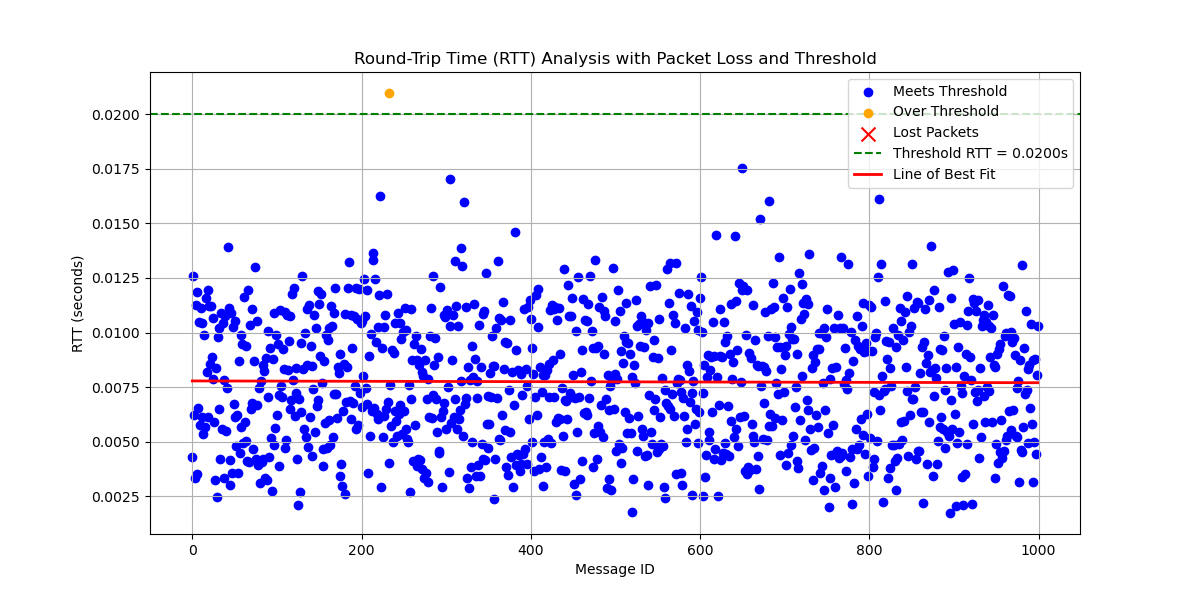 Round-Trip Time (RTT) Analysis with Packet Loss and Threshold
RTT (seconds)
0.0200
0.0175
0.0150
0.0125
0.0100
0.0075
0.0050
0.0025
Meets Threshold
Over Threshold
Lost Packets
Threshold RTT = 0.0200s
Line of Best Fit
0 200 400 600 800 1000
Message ID